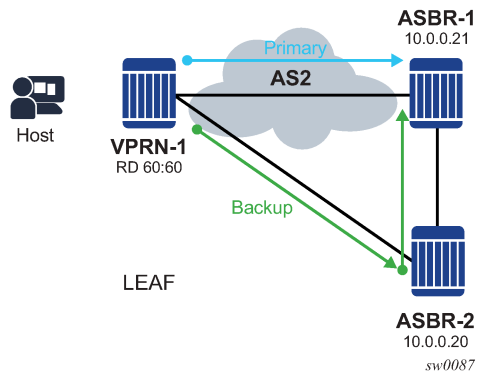 ASBR-1
10.0.0.21
Primary
AS2
Host
VPRN-1
RD 60:60
Backup
LEAF
ASBR-2
10.0.0.20
sw0087